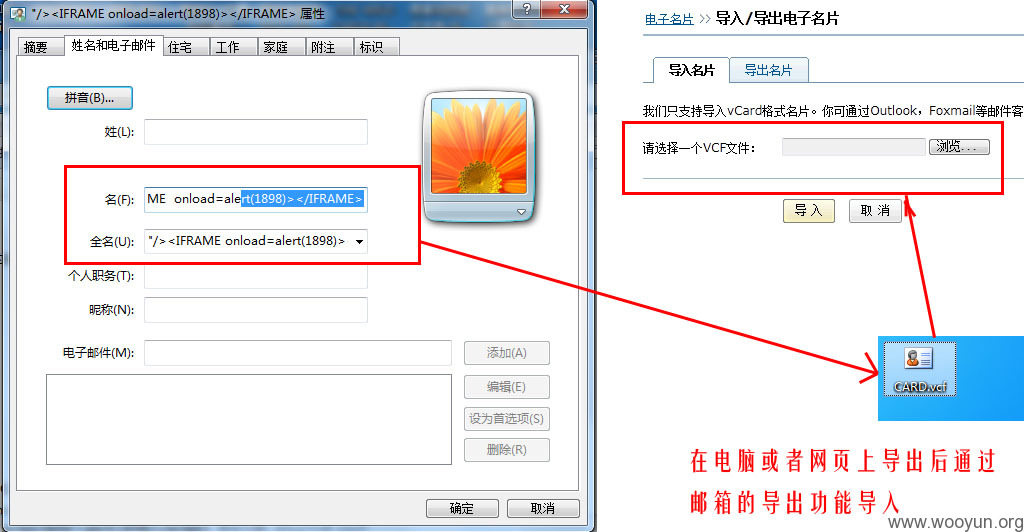 "/><IFRAME onload=alert(1898)></IFRAME> 属性
摘要 姓名和电子邮件 住宅 工作 家庭 附注 标识
拼音(B)...
姓(L):
名(F): ME onload=alert(1898)></IFRAME>
全名(U): "/><IFRAME onload=alert(1898)>
个人职务(T):
昵称(N):
电子邮件(M):
添加(A)
编辑(E)
设为首选项(S)
删除(R)
确定 取消
电子名片 >> 导入/导出电子名片
导入名片 导出名片
我们只支持导入vCard格式名片。你可通过Outlook，Foxmail等邮件客
请选择一个VCF文件： 浏览...
导入 取消
CARD.vcf
在电脑或者网页上导出后通过
邮箱的导出功能导入
www.wooyun.org